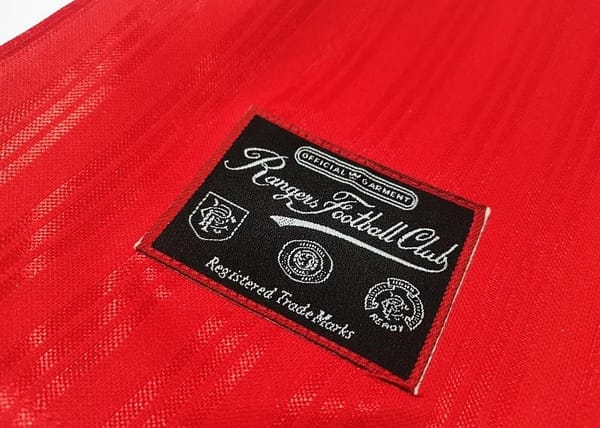 OFFICIAL GARMENT
Rangers Football Club
READY
Registered Trade Marks